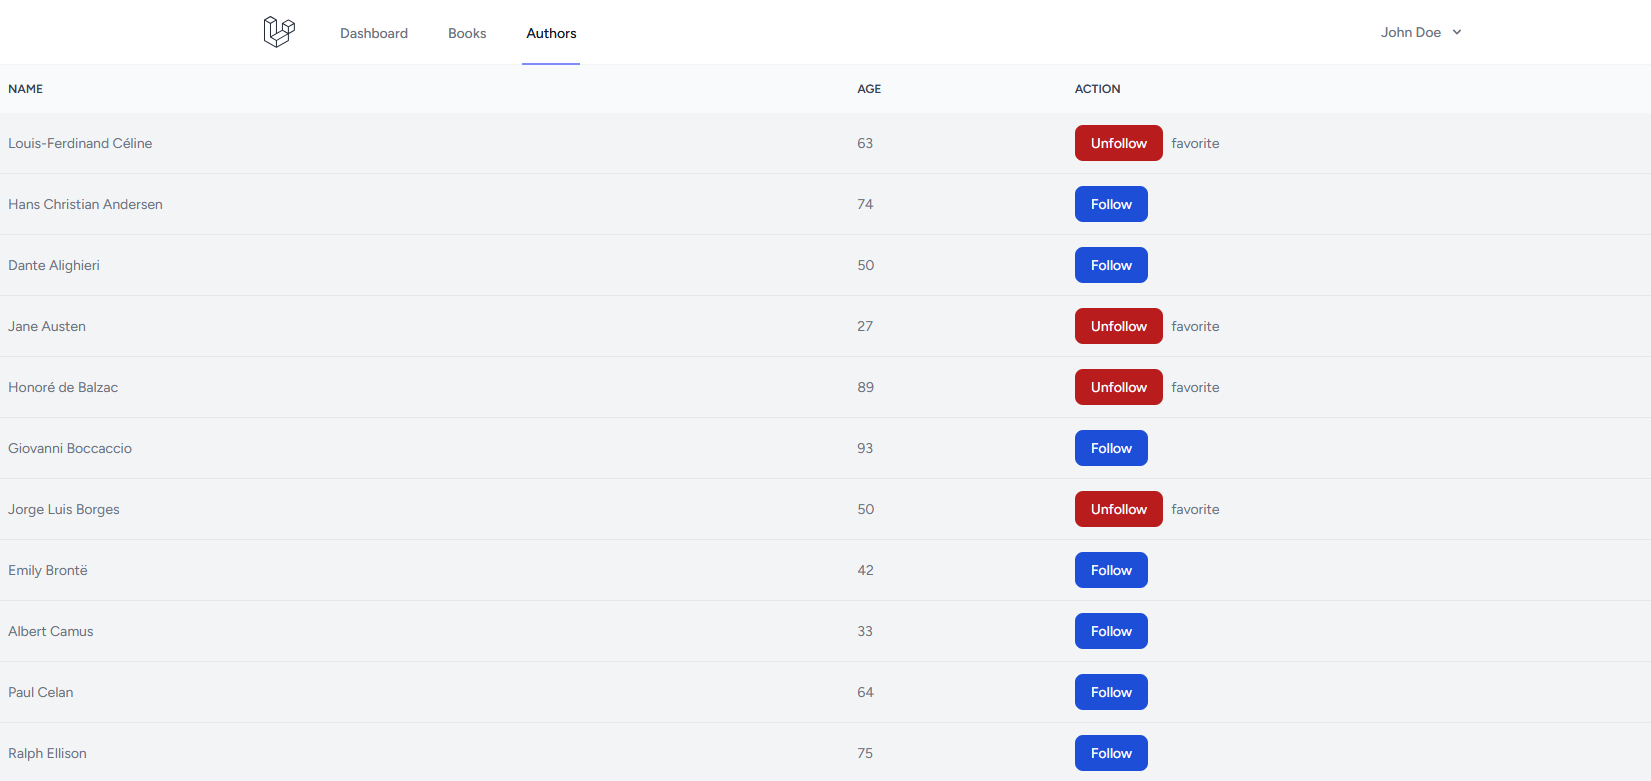 Dashboard Books Authors John Doe
NAME AGE ACTION
Louis-Ferdinand Céline 63 Unfollow favorite
Hans Christian Andersen 74 Follow
Dante Alighieri 50 Follow
Jane Austen 27 Unfollow favorite
Honoré de Balzac 89 Unfollow favorite
Giovanni Boccaccio 93 Follow
Jorge Luis Borges 50 Unfollow favorite
Emily Brontë 42 Follow
Albert Camus 33 Follow
Paul Celan 64 Follow
Ralph Ellison 75 Follow